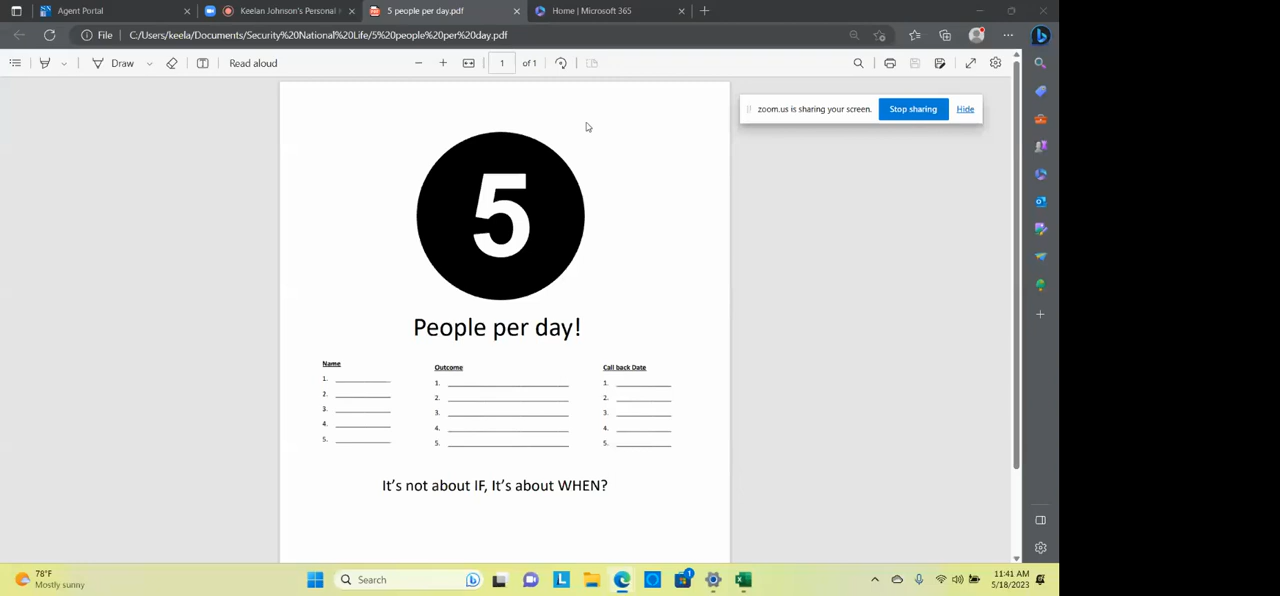 Agent Portal
Keelan Johnson's Personal
5 people per day.pdf
Home | Microsoft 365
File
C:/Users/keela/Documents/Security%20National%20Life/5%20people%20per%20day.pdf
Draw
Read aloud
1
of 1
zoom.us is sharing your screen.
Stop sharing
Hide
5
People per day!
Name
Outcome
Call back Date
1.
1.
1.
2.
2.
2.
3.
3.
3.
4.
4.
4.
5.
5.
5.
It's not about IF, It's about WHEN?
78°F
Mostly sunny
Search
1
11:41 AM
5/18/2023